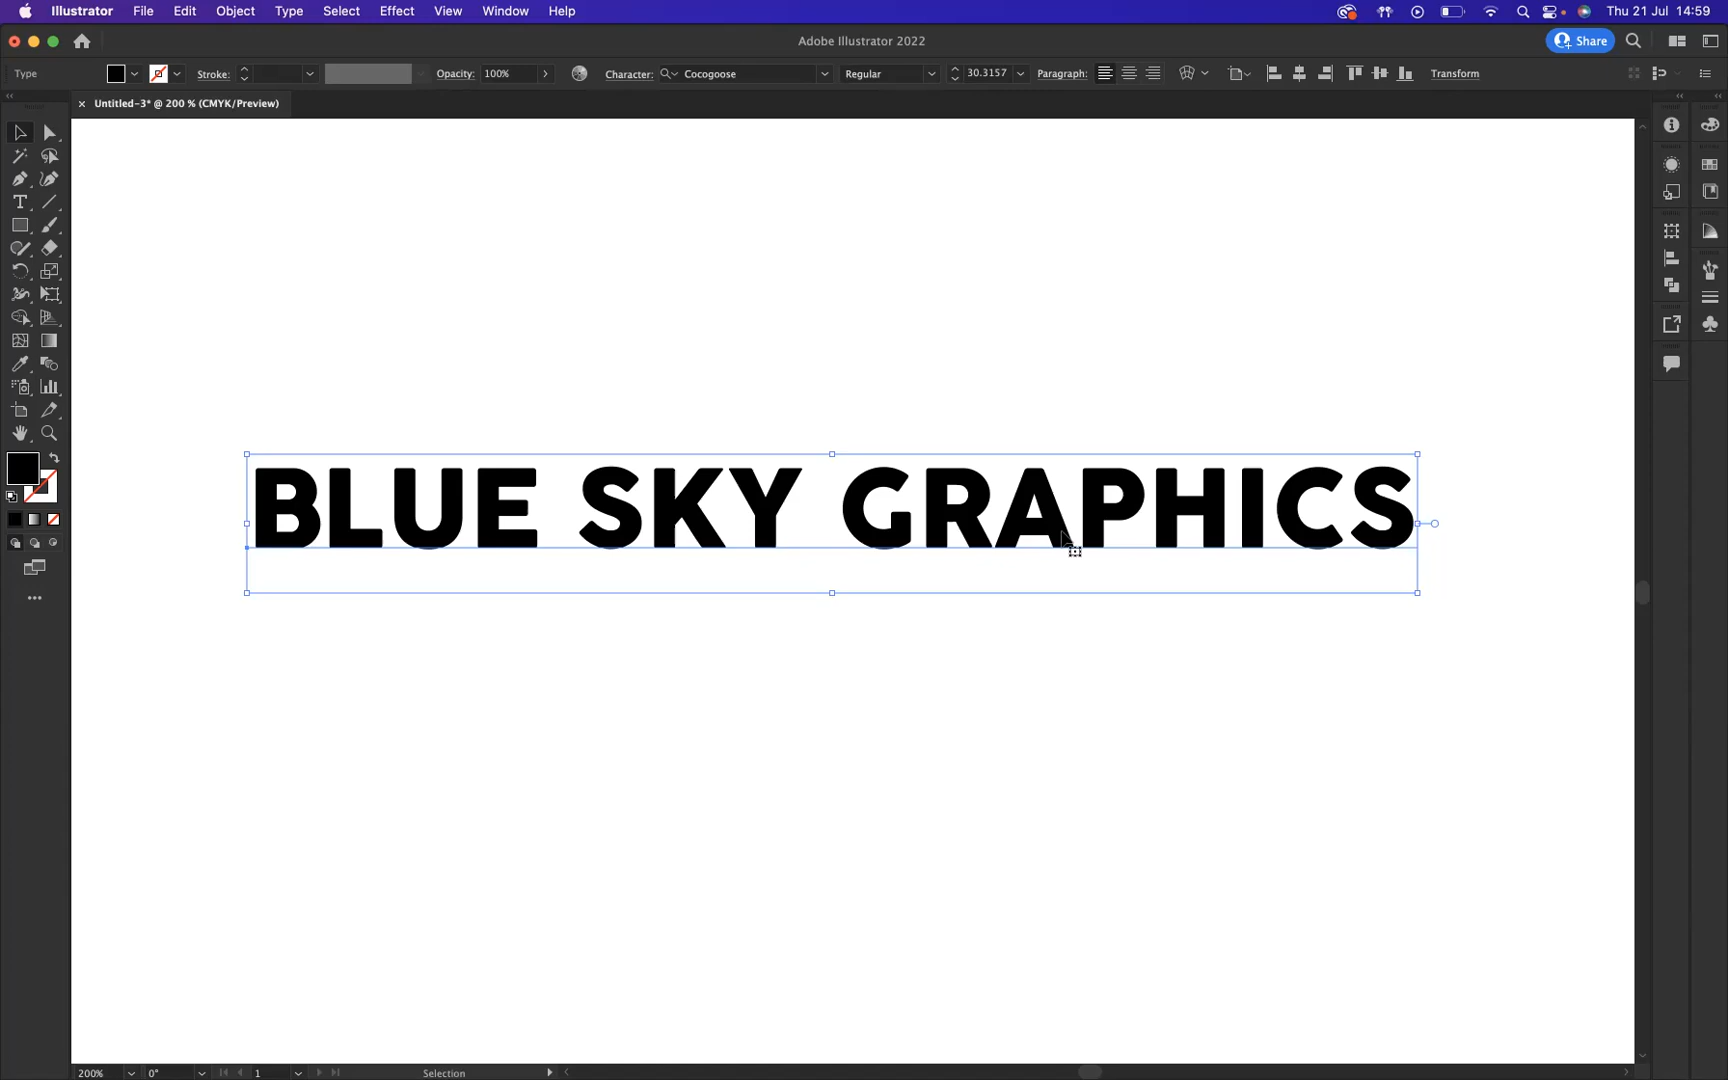 Illustrator File Edit Object Type Select Effect View Window Help Thu 21 Jul 14:59
Adobe Illustrator 2022 Share
Type Stroke: Opacity: 100% Character: Cocogoose Regular 30.3157 Paragraph: Transform
Untitled-3* @ 200 % (CMYK/Preview)
BLUE SKY GRAPHICS
200% 0° 1 Selection